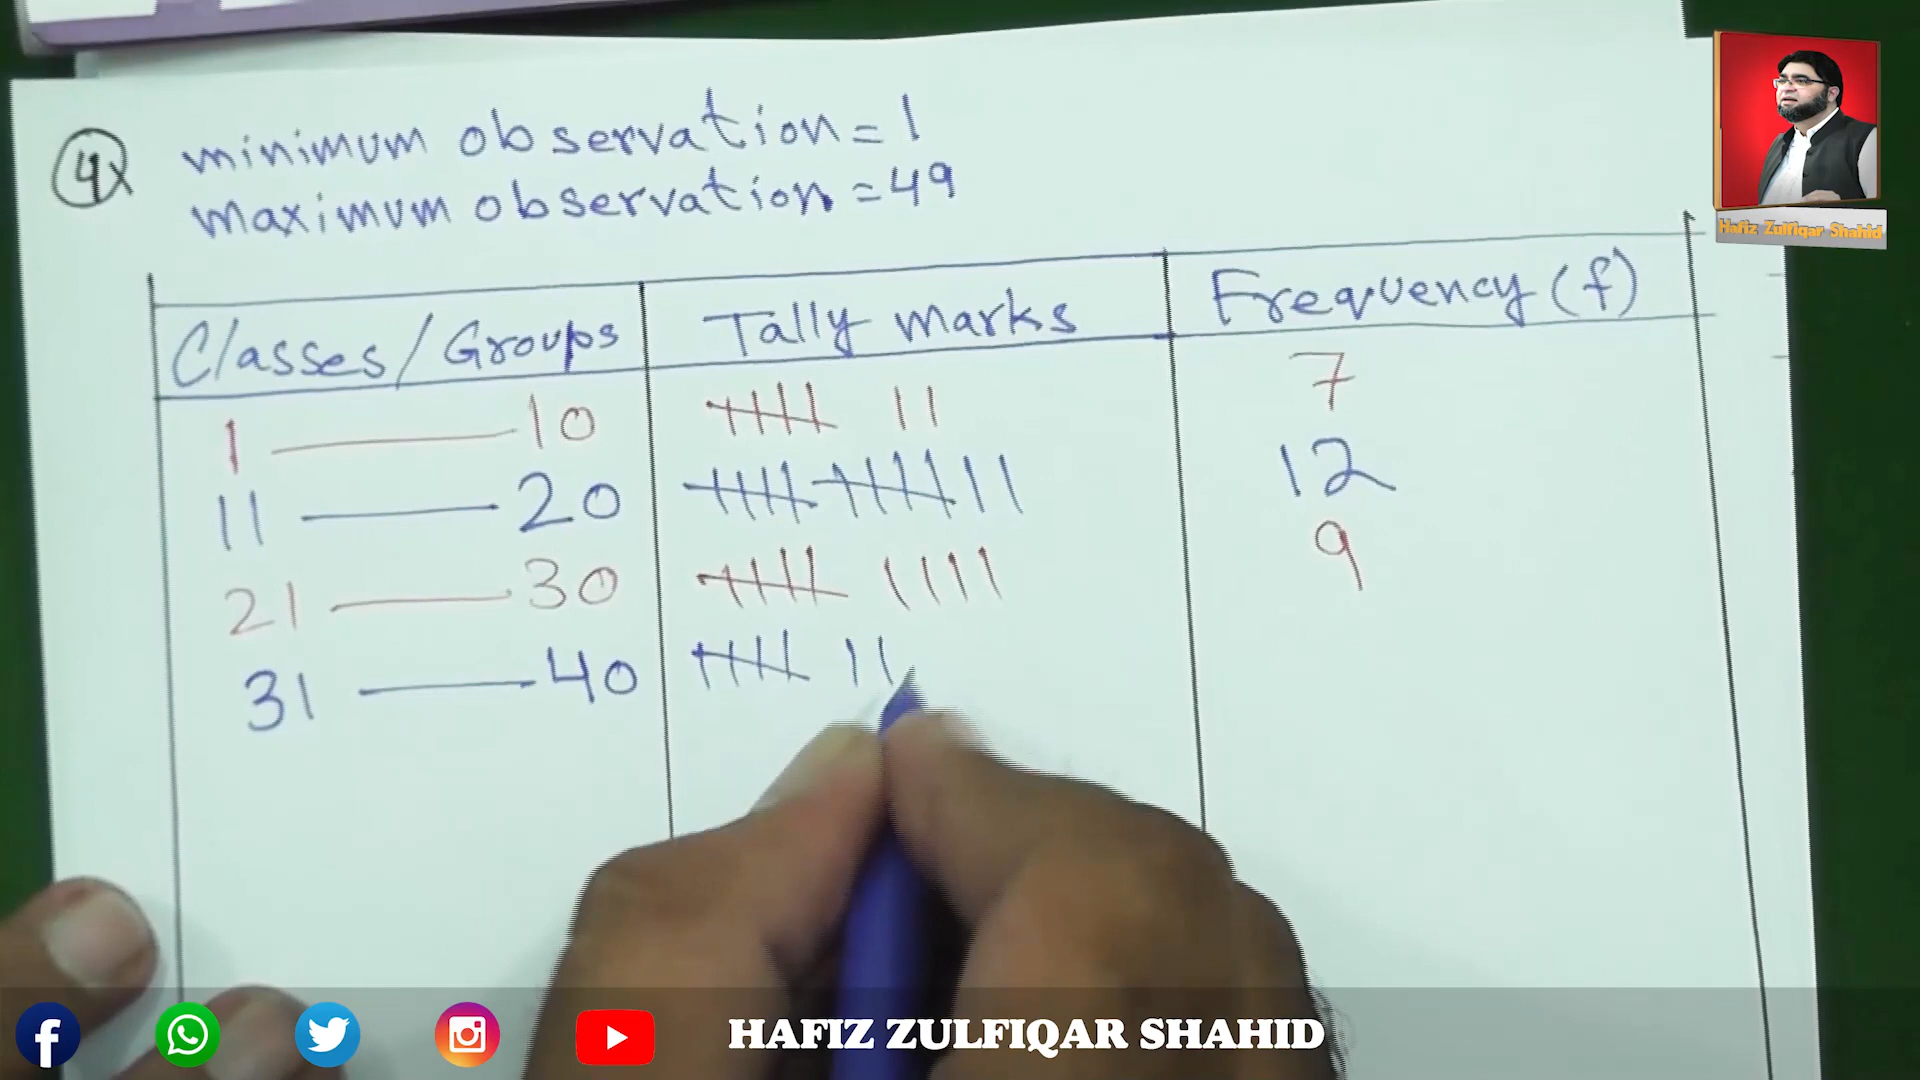 4
minimum observation = 1
maximum observation = 49
Classes/Groups Tally marks Frequency (f)
1 — 10 7
11 — 20 12
21 — 30 9
31 — 40
Hafiz Zulfiqar Shahid
HAFIZ ZULFIQAR SHAHID